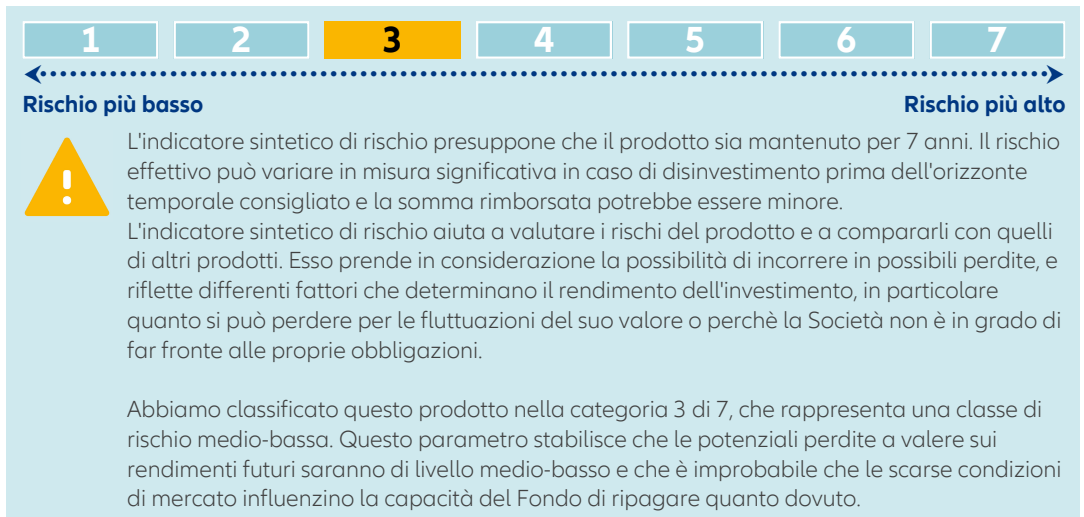 1 2 3 4 5 6 7
Rischio più basso Rischio più alto
L'indicatore sintetico di rischio presuppone che il prodotto sia mantenuto per 7 anni. Il rischio
effettivo può variare in misura significativa in caso di disinvestimento prima dell'orizzonte
temporale consigliato e la somma rimborsata potrebbe essere minore.
L'indicatore sintetico di rischio aiuta a valutare i rischi del prodotto e a compararli con quelli
di altri prodotti. Esso prende in considerazione la possibilità di incorrere in possibili perdite, e
riflette differenti fattori che determinano il rendimento dell'investimento, in particolare
quanto si può perdere per le fluttuazioni del suo valore o perchè la Società non è in grado di
far fronte alle proprie obbligazioni.
Abbiamo classificato questo prodotto nella categoria 3 di 7, che rappresenta una classe di
rischio medio-bassa. Questo parametro stabilisce che le potenziali perdite a valere sui
rendimenti futuri saranno di livello medio-basso e che è improbabile che le scarse condizioni
di mercato influenzino la capacità del Fondo di ripagare quanto dovuto.